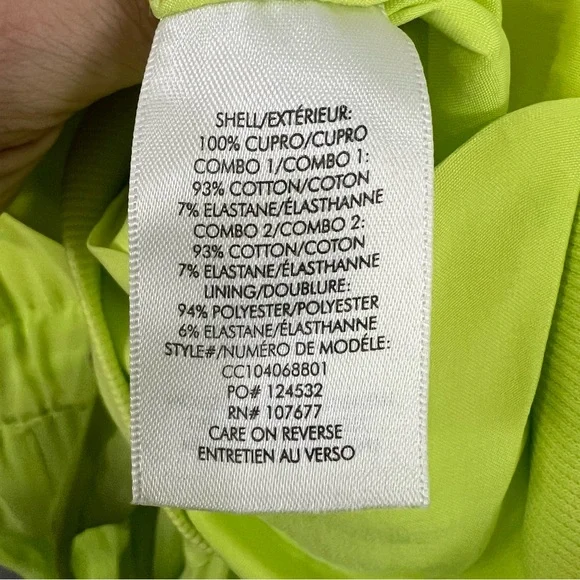 SHELL/EXTÉRIEUR:
100% CUPRO/CUPRO
COMBO 1/COMBO 1:
93% COTTON/COTON
7% ELASTANE/ÉLASTHANNE
COMBO 2/COMBO 2:
93% COTTON/COTON
7% ELASTANE/ÉLASTHANNE
LINING/DOUBLURE:
94% POLYESTER/POLYESTER
6% ELASTANE/ÉLASTHANNE
STYLE#/NUMÉRO DE MODÉLE:
CC104068801
PO# 124532
RN# 107677
CARE ON REVERSE
ENTRETIEN AU VERSO